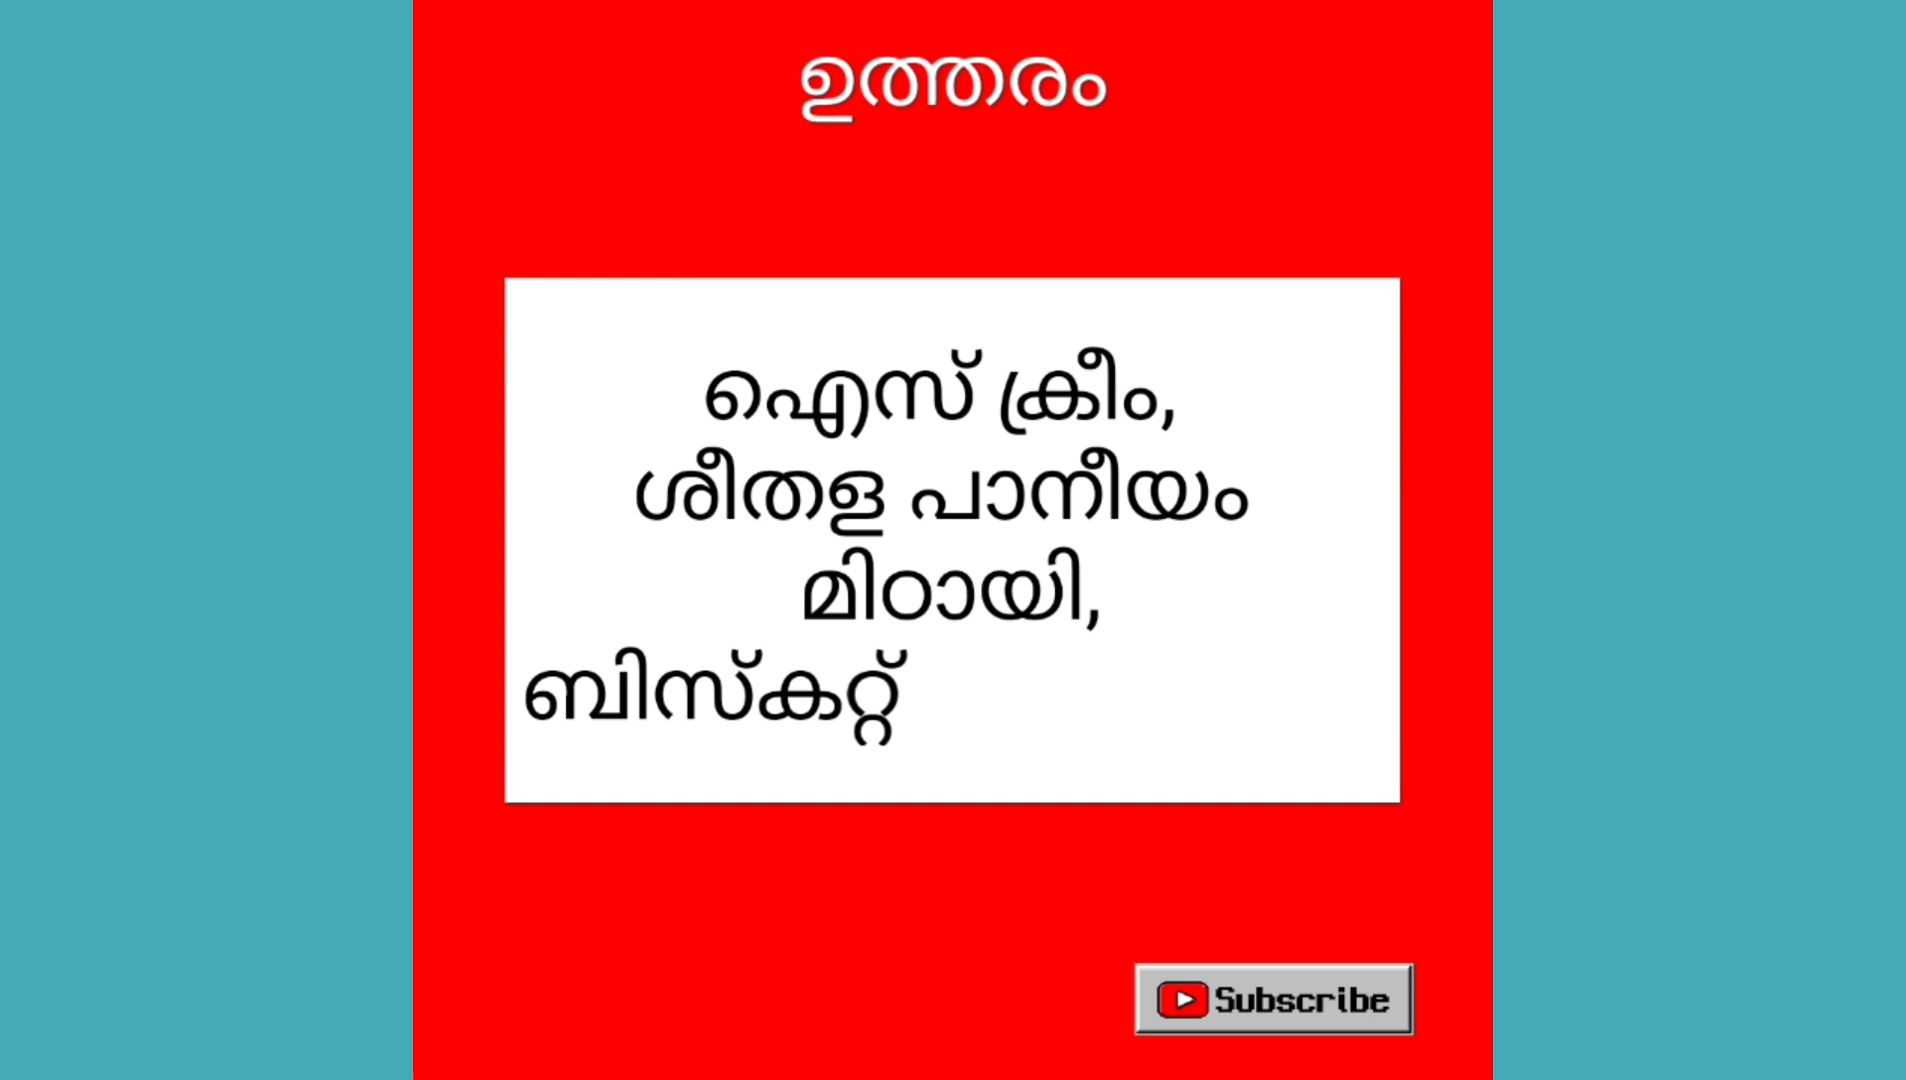 ഉത്തരം
ഐസ് ക്രീം,
ശീതള പാനീയം
മിഠായി,
ബിസ്കറ്റ്
Subscribe